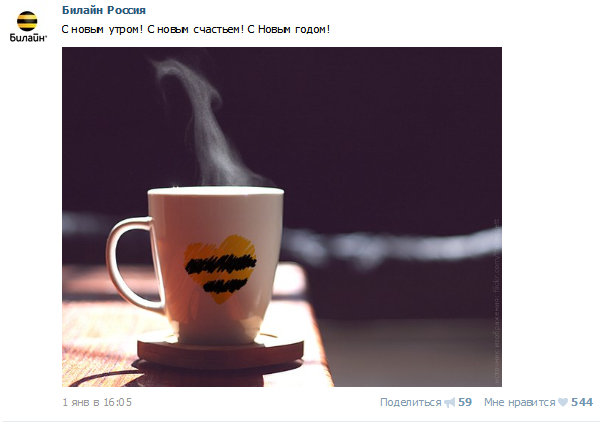 Билайн Россия
С новым утром! С новым счастьем! С Новым годом!
Билайн®
1 янв в 16:05
Поделиться 59 Мне нравится 544